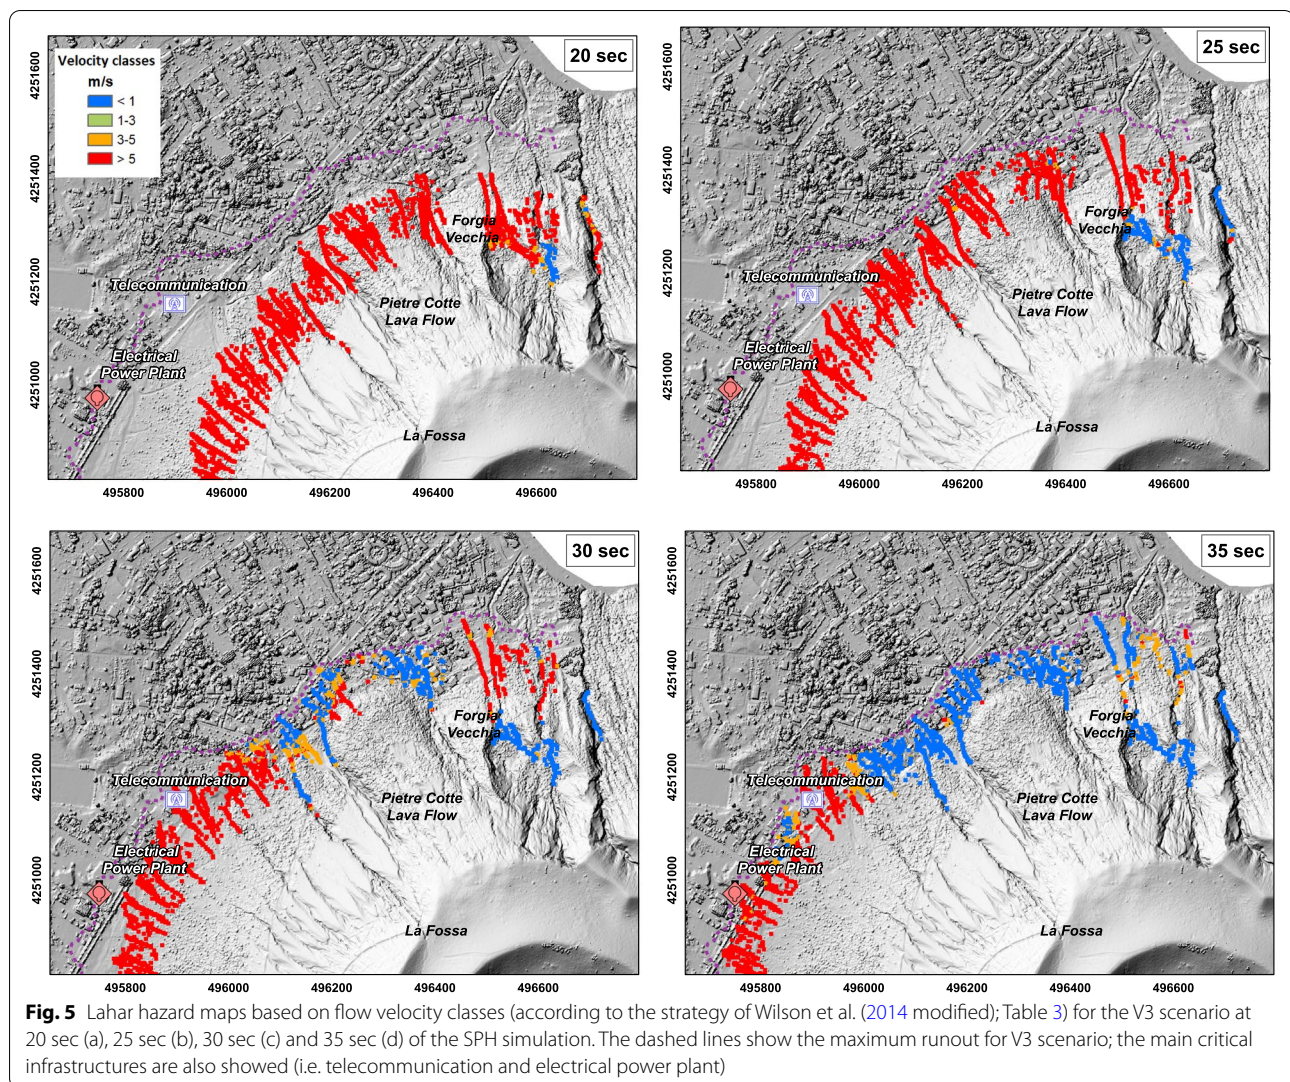 20 sec
Velocity classes
m/s
< 1
1-3
3-5
> 5
4251600
4251400
4251200
4251000
Forgia
Vecchia
Telecommunication
Pietre Cotte
Lava Flow
Electrical
Power Plant
La Fossa
495800 496000 496200 496400 496600
25 sec
4251600
4251400
4251200
4251000
Forgia
Vecchia
Telecommunication
Pietre Cotte
Lava Flow
Electrical
Power Plant
La Fossa
495800 496000 496200 496400 496600
30 sec
4251600
4251400
4251200
4251000
Forgia
Vecchia
Telecommunication
Pietre Cotte
Lava Flow
Electrical
Power Plant
La Fossa
495800 496000 496200 496400 496600
35 sec
4251600
4251400
4251200
4251000
Forgia
Vecchia
Telecommunication
Pietre Cotte
Lava Flow
Electrical
Power Plant
La Fossa
495800 496000 496200 496400 496600
Fig. 5 Lahar hazard maps based on flow velocity classes (according to the strategy of Wilson et al. (2014 modified); Table 3) for the V3 scenario at
20 sec (a), 25 sec (b), 30 sec (c) and 35 sec (d) of the SPH simulation. The dashed lines show the maximum runout for V3 scenario; the main critical
infrastructures are also showed (i.e. telecommunication and electrical power plant)